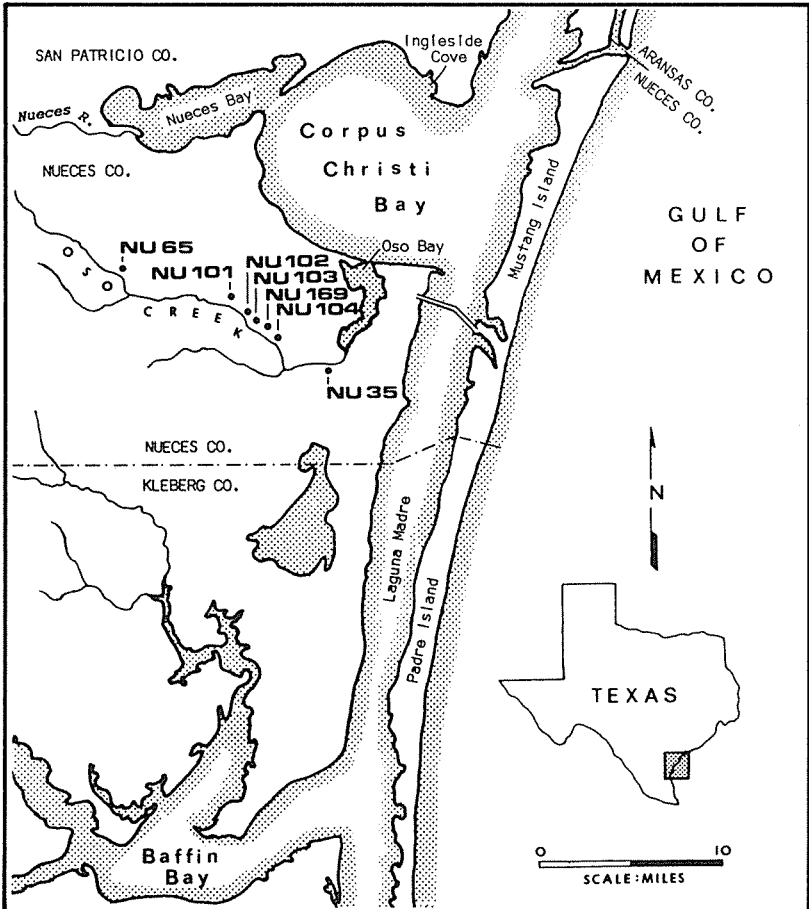 Ingleside
Cove
SAN PATRICIO CO.
ARANSAS CO.
NUECES CO.
Nueces R.
Nueces Bay
Corpus
Christi
Bay
NUECES CO.
Mustang Island
GULF
OF
MEXICO
Oso Bay
OSO
CREEK
NU 65
NU 101
NU 102
NU 103
NU 169
NU 104
NU 35
NUECES CO.
KLEBERG CO.
Laguna Madre
Padre Island
N
TEXAS
Baffin
Bay
0 10
SCALE:MILES